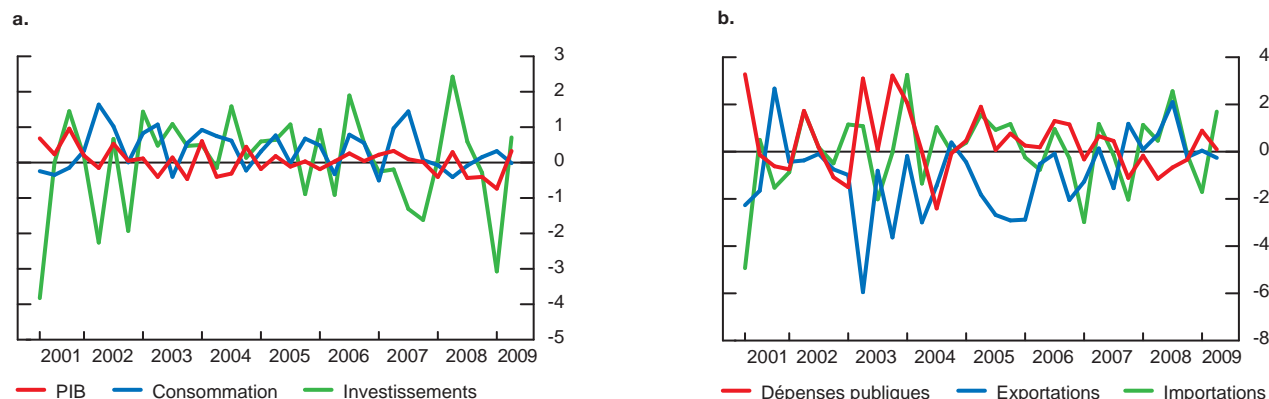 a.
3
2
1
0
-1
-2
-3
-4
-5
2001 2002 2003 2004 2005 2006 2007 2008 2009
PIB Consommation Investissements
b.
4
2
0
-2
-4
-6
-8
2001 2002 2003 2004 2005 2006 2007 2008 2009
Dépenses publiques Exportations Importations